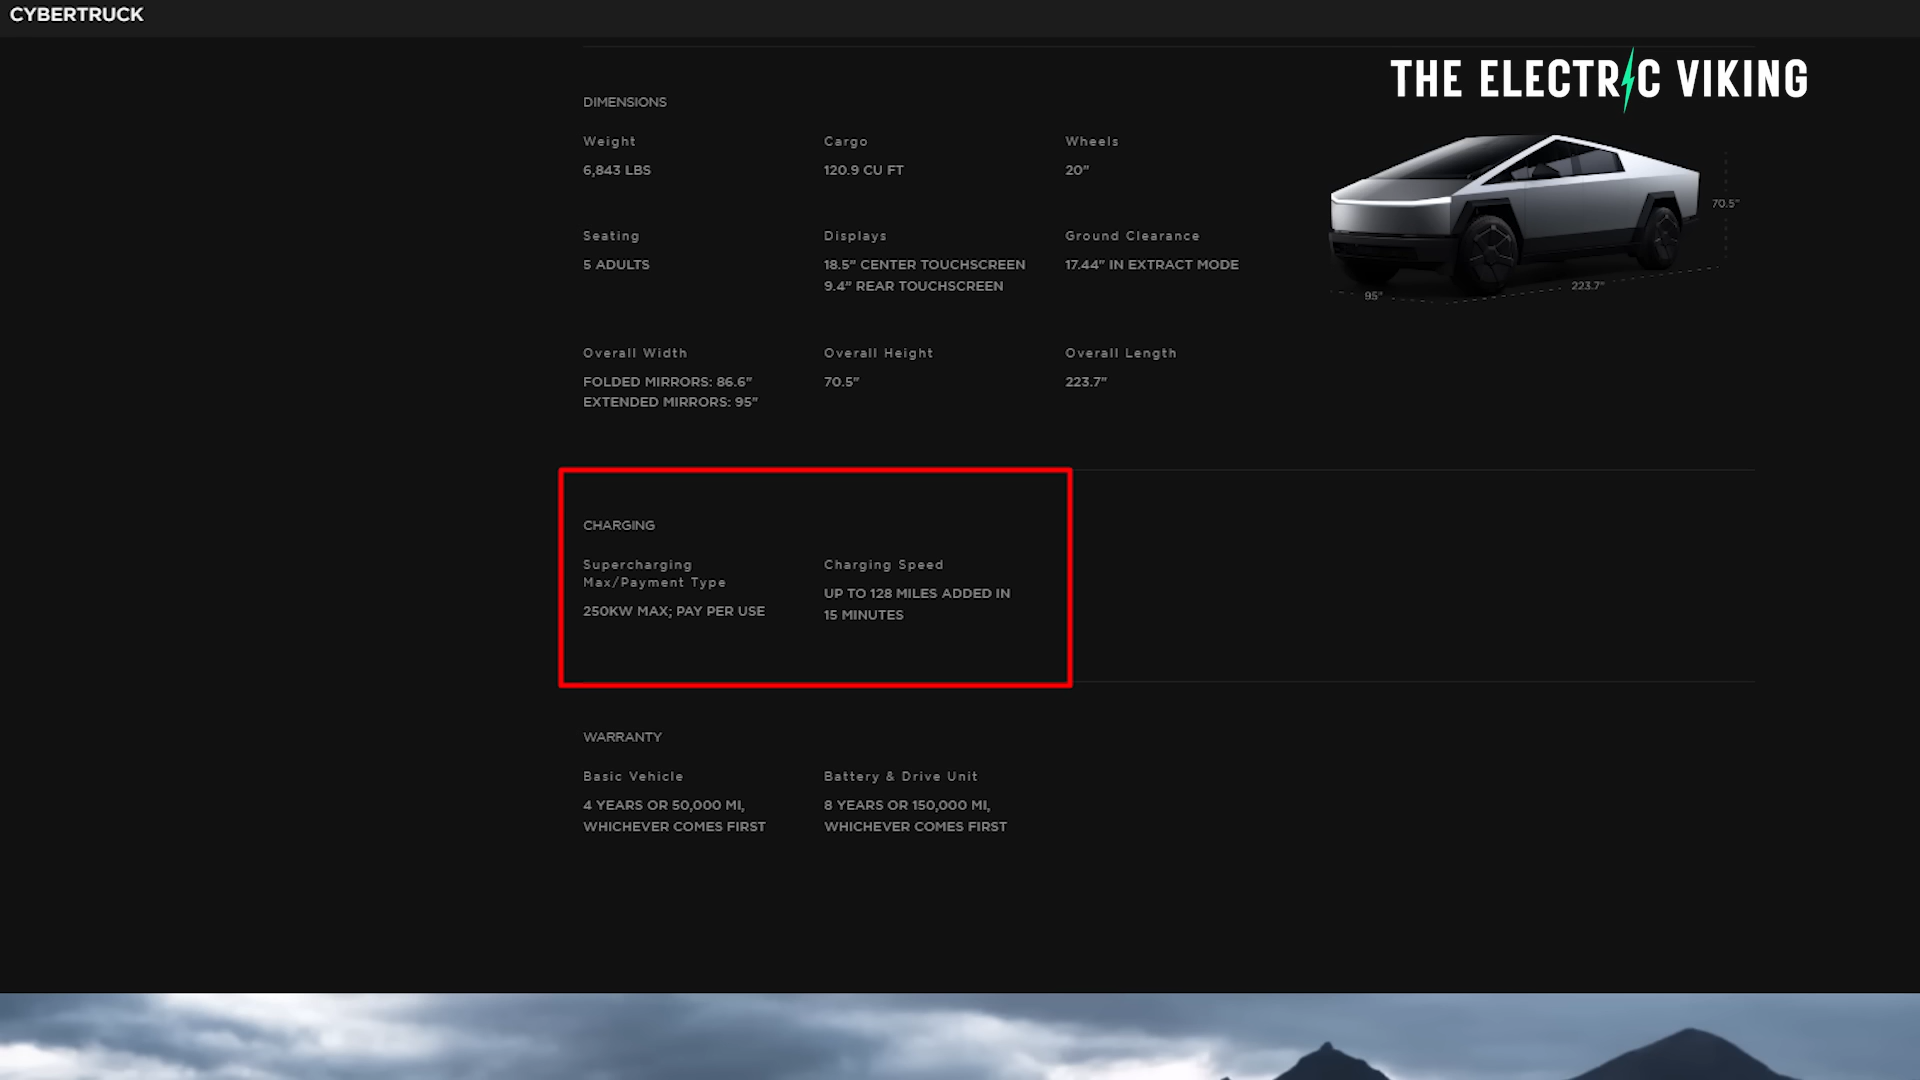 CYBERTRUCK
THE ELECTRIC VIKING
DIMENSIONS
Weight
6,843 LBS
Cargo
120.9 CU FT
Wheels
20"
Seating
5 ADULTS
Displays
18.5" CENTER TOUCHSCREEN
9.4" REAR TOUCHSCREEN
Ground Clearance
17.44" IN EXTRACT MODE
Overall Width
FOLDED MIRRORS: 86.6"
EXTENDED MIRRORS: 95"
Overall Height
70.5"
Overall Length
223.7"
70.5"
95"
223.7"
CHARGING
Supercharging
Max/Payment Type
250KW MAX; PAY PER USE
Charging Speed
UP TO 128 MILES ADDED IN
15 MINUTES
WARRANTY
Basic Vehicle
4 YEARS OR 50,000 MI,
WHICHEVER COMES FIRST
Battery & Drive Unit
8 YEARS OR 150,000 MI,
WHICHEVER COMES FIRST